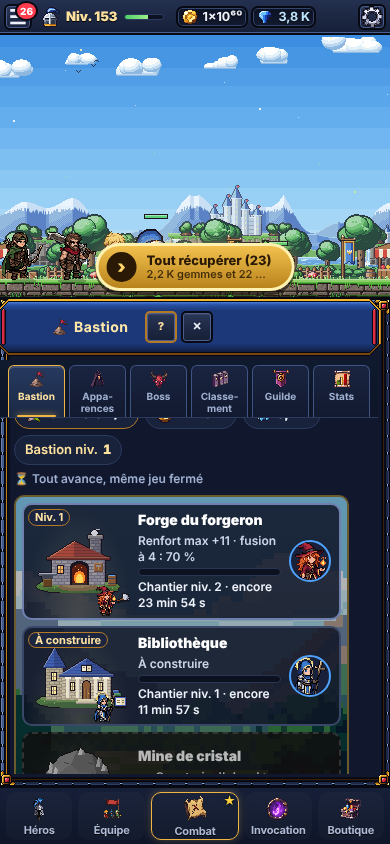 26
Niv. 153
1×10⁶⁰
3,8 K
Tout récupérer (23)
2,2 K gemmes et 22 ...
Bastion
?
×
Bastion
Appa-
rences
Boss
Classe-
ment
Guilde
Stats
Bastion niv. 1
Tout avance, même jeu fermé
Niv. 1
Forge du forgeron
Renfort max +11 · fusion
à 4 : 70 %
Chantier niv. 2 · encore
23 min 54 s
À construire
Bibliothèque
À construire
Chantier niv. 1 · encore
11 min 57 s
Mine de cristal
Héros
Équipe
Combat
Invocation
Boutique